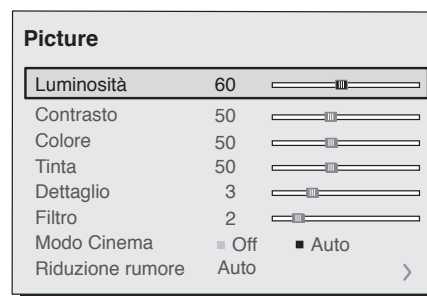 Picture
Luminosità 60
Contrasto 50
Colore 50
Tinta 50
Dettaglio 3
Filtro 2
Modo Cinema Off Auto
Riduzione rumore Auto